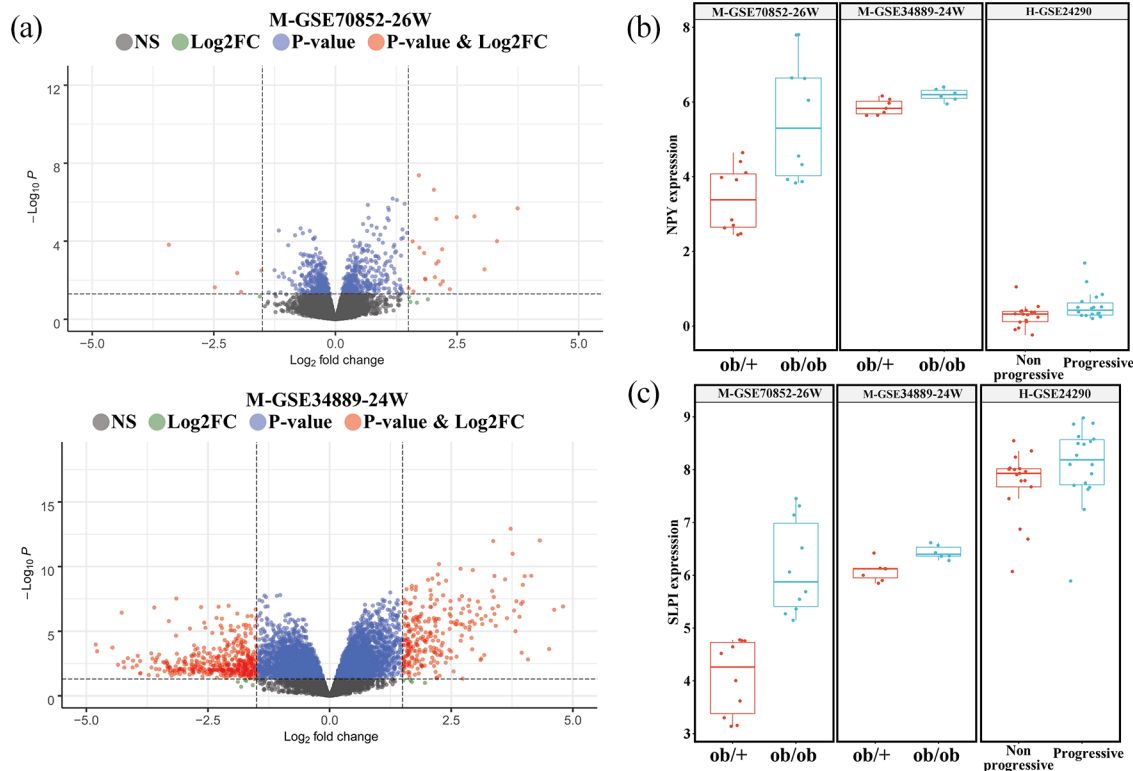 (a)
M-GSE70852-26W
NS Log2FC P-value P-value & Log2FC
12
8
4
0
− Log10 P
−5.0 −2.5 0.0 2.5 5.0
Log2 fold change
M-GSE34889-24W
NS Log2FC P-value P-value & Log2FC
15
10
5
0
− Log10 P
−5.0 −2.5 0.0 2.5 5.0
Log2 fold change
(b)
M-GSE70852-26W M-GSE34889-24W H-GSE24290
8
6
4
2
0
NPY expresssion
ob/+ ob/ob ob/+ ob/ob Non Progressive
progressive
(c)
M-GSE70852-26W M-GSE34889-24W H-GSE24290
9
8
7
6
5
4
3
SLPI expresssion
ob/+ ob/ob ob/+ ob/ob Non Progressive
progressive